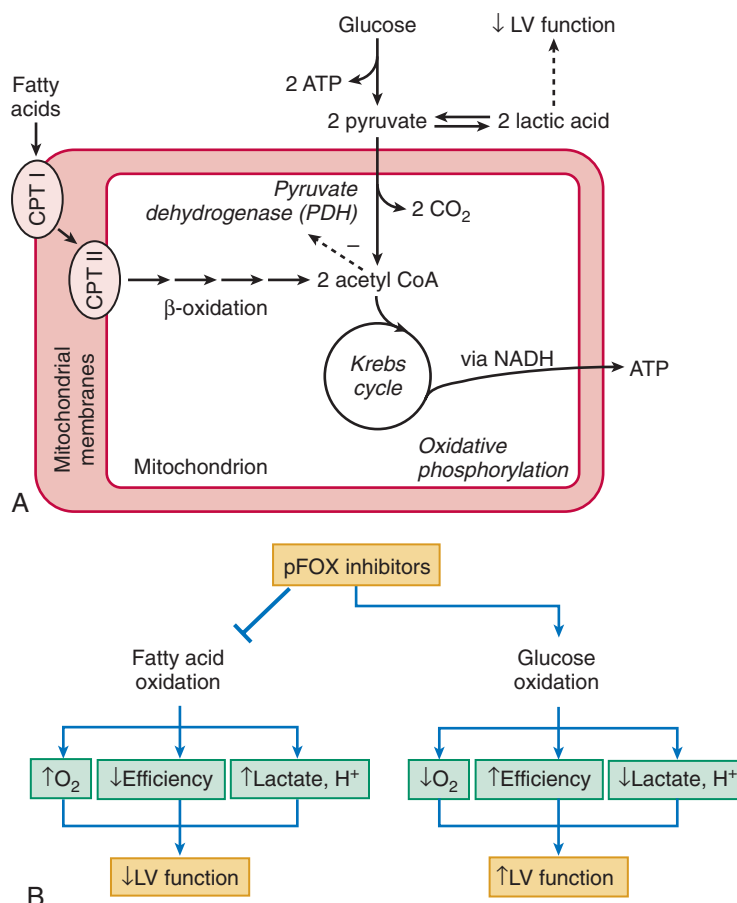 Glucose
↓ LV function
2 ATP
Fatty
acids
2 pyruvate
2 lactic acid
CPT I
Pyruvate
dehydrogenase (PDH)
2 CO₂
–
CPT II
2 acetyl CoA
β-oxidation
Krebs
cycle
via NADH
ATP
Mitochondrial
membranes
Mitochondrion
Oxidative
phosphorylation
A
pFOX inhibitors
Fatty acid
oxidation
Glucose
oxidation
↑O₂
↓Efficiency
↑Lactate, H⁺
↓O₂
↑Efficiency
↓Lactate, H⁺
↓LV function
↑LV function
B